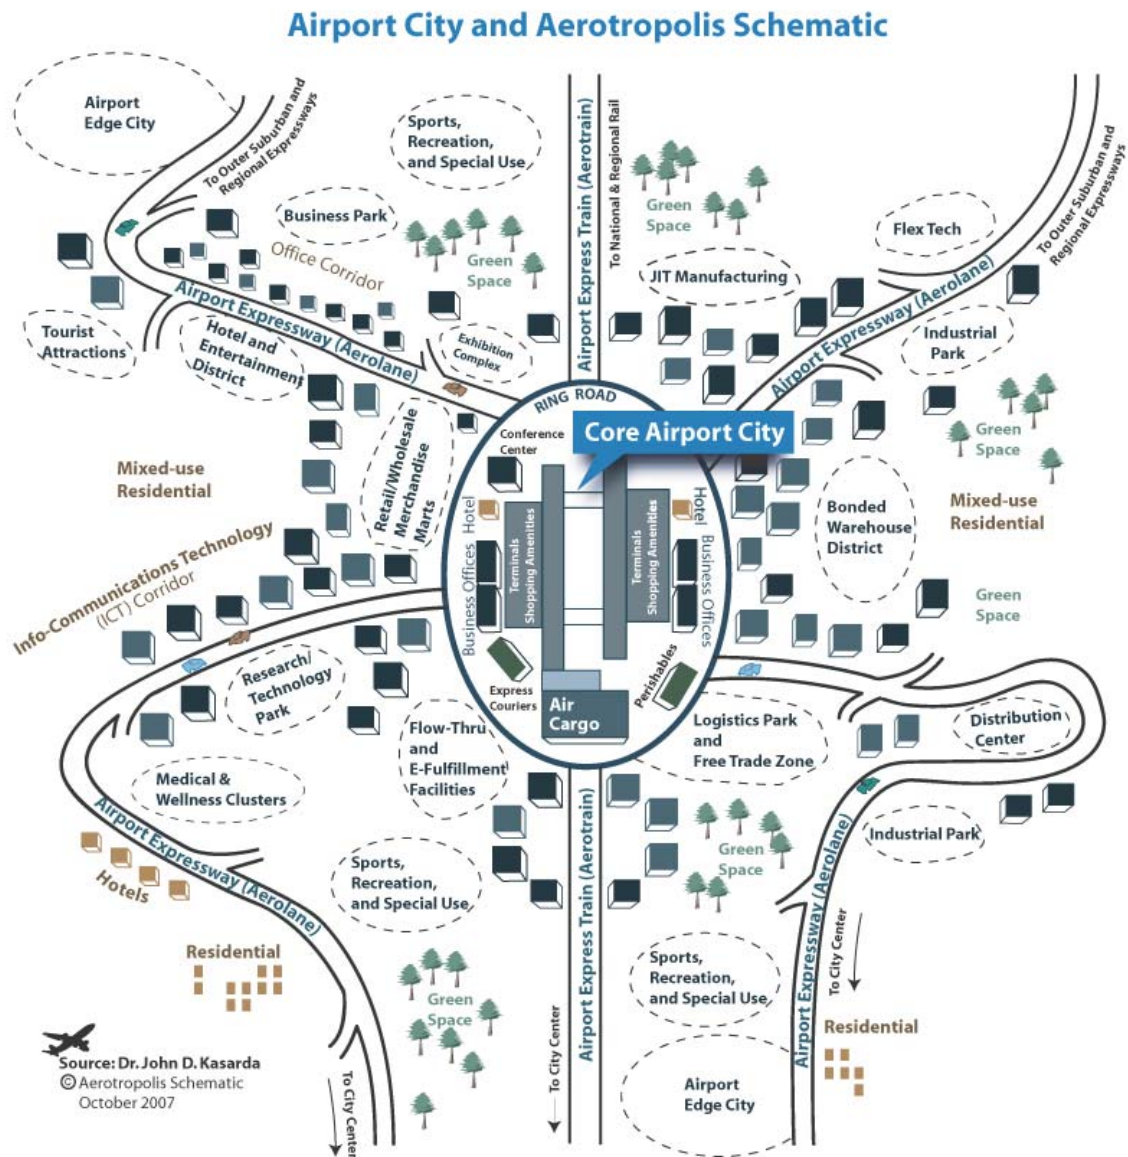 Airport City and Aerotropolis Schematic
Airport
Edge City
To Outer Suburban and
Regional Expressways
Sports,
Recreation,
and Special Use
Business Park
Office Corridor
Green
Space
Airport Express Train (Aerotrain)
To National & Regional Rail
Green
Space
JIT Manufacturing
Flex Tech
To Outer Suburban and
Regional Expressways
Airport Expressway (Aerolane)
Industrial
Park
Tourist
Attractions
Airport Expressway (Aerolane)
Hotel and
Entertainment
District
Exhibition
Complex
RING ROAD
Core Airport City
Conference
Center
Green
Space
Mixed-use
Residential
Retail/Wholesale
Merchandise
Marts
Hotel
Terminals
Shopping Amenities
Terminals
Shopping Amenities
Hotel
Bonded
Warehouse
District
Mixed-use
Residential
Info-Communications Technology
(ICT) Corridor
Business Offices
Business Offices
Green
Space
Research/
Technology
Park
Express
Couriers
Air
Cargo
Perishables
Flow-Thru
and
E-Fulfillment
Facilities
Logistics Park
and
Free Trade Zone
Distribution
Center
Medical &
Wellness Clusters
Airport Expressway (Aerolane)
Hotels
Industrial Park
Green
Space
Sports,
Recreation,
and Special Use
Airport Express Train (Aerotrain)
Airport Expressway (Aerolane)
To City Center
Residential
Green
Space
Sports,
Recreation,
and Special Use
Residential
To City Center
To City Center
Airport
Edge City
Source: Dr. John D. Kasarda
© Aerotropolis Schematic
October 2007